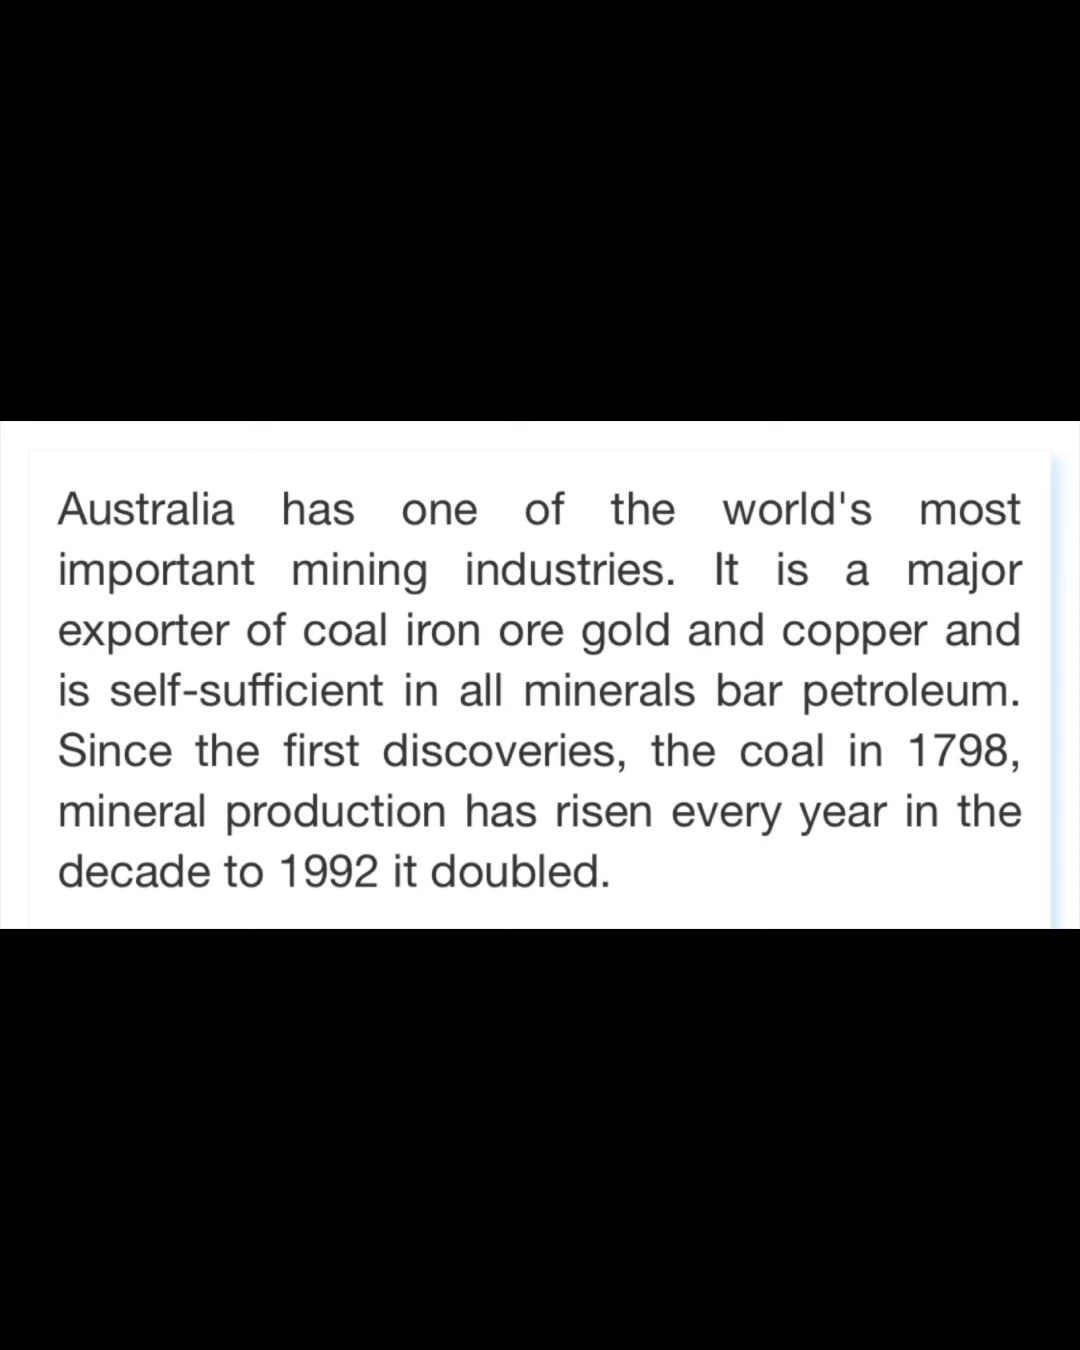 Australia has one of the world's most
important mining industries. It is a major
exporter of coal iron ore gold and copper and
is self-sufficient in all minerals bar petroleum.
Since the first discoveries, the coal in 1798,
mineral production has risen every year in the
decade to 1992 it doubled.